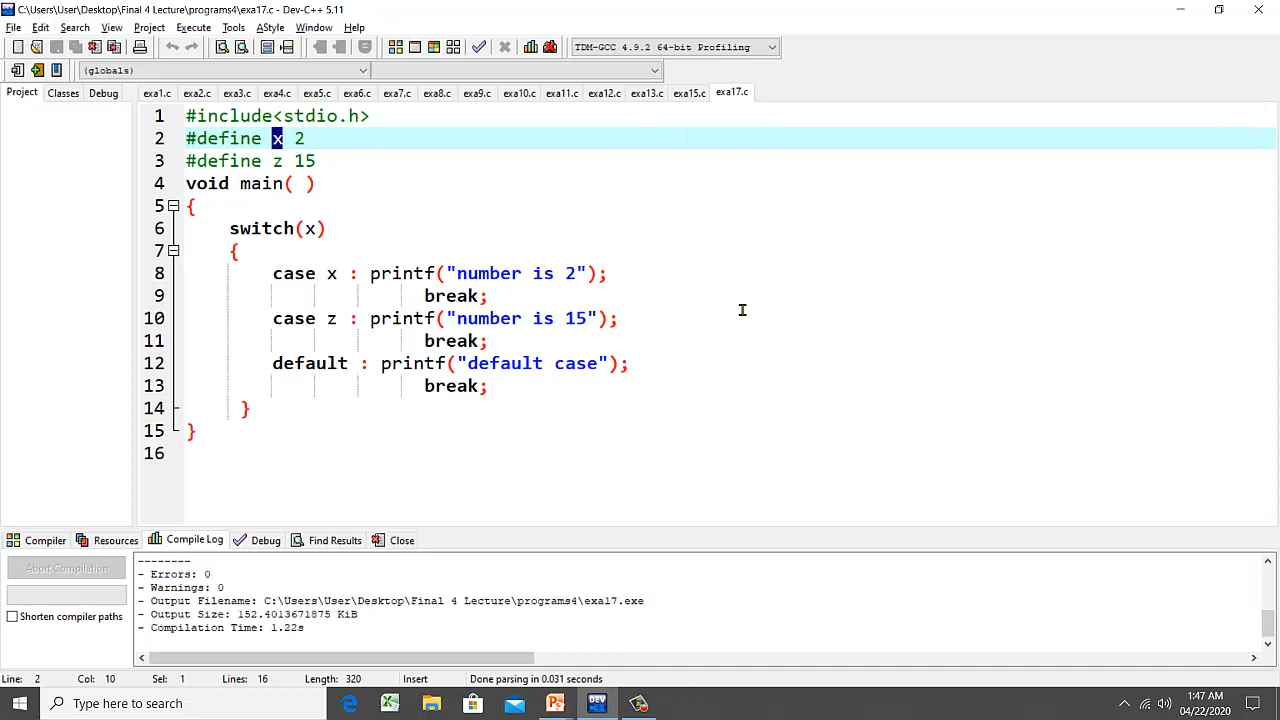 C:\Users\User\Desktop\Final 4 Lecture\programs4\exa17.c - Dev-C++ 5.11
File Edit Search View Project Execute Tools AStyle Window Help
TDM-GCC 4.9.2 64-bit Profiling
(globals)
Project Classes Debug exa1.c exa2.c exa3.c exa4.c exa5.c exa6.c exa7.c exa8.c exa9.c exa10.c exa11.c exa12.c exa13.c exa15.c exa17.c
1 #include<stdio.h>
2 #define x 2
3 #define z 15
4 void main( )
5 {
6 switch(x)
7 {
8 case x : printf("number is 2");
9 break;
10 case z : printf("number is 15");
11 break;
12 default : printf("default case");
13 break;
14 }
15 }
16
Compiler Resources Compile Log Debug Find Results Close
Abort Compilation
Shorten compiler paths
--------
- Errors: 0
- Warnings: 0
- Output Filename: C:\Users\User\Desktop\Final 4 Lecture\programs4\exa17.exe
- Output Size: 152.4013671875 KiB
- Compilation Time: 1.22s
Line: 2 Col: 10 Sel: 1 Lines: 16 Length: 320 Insert Done parsing in 0.031 seconds
Type here to search
1:47 AM
04/22/2020